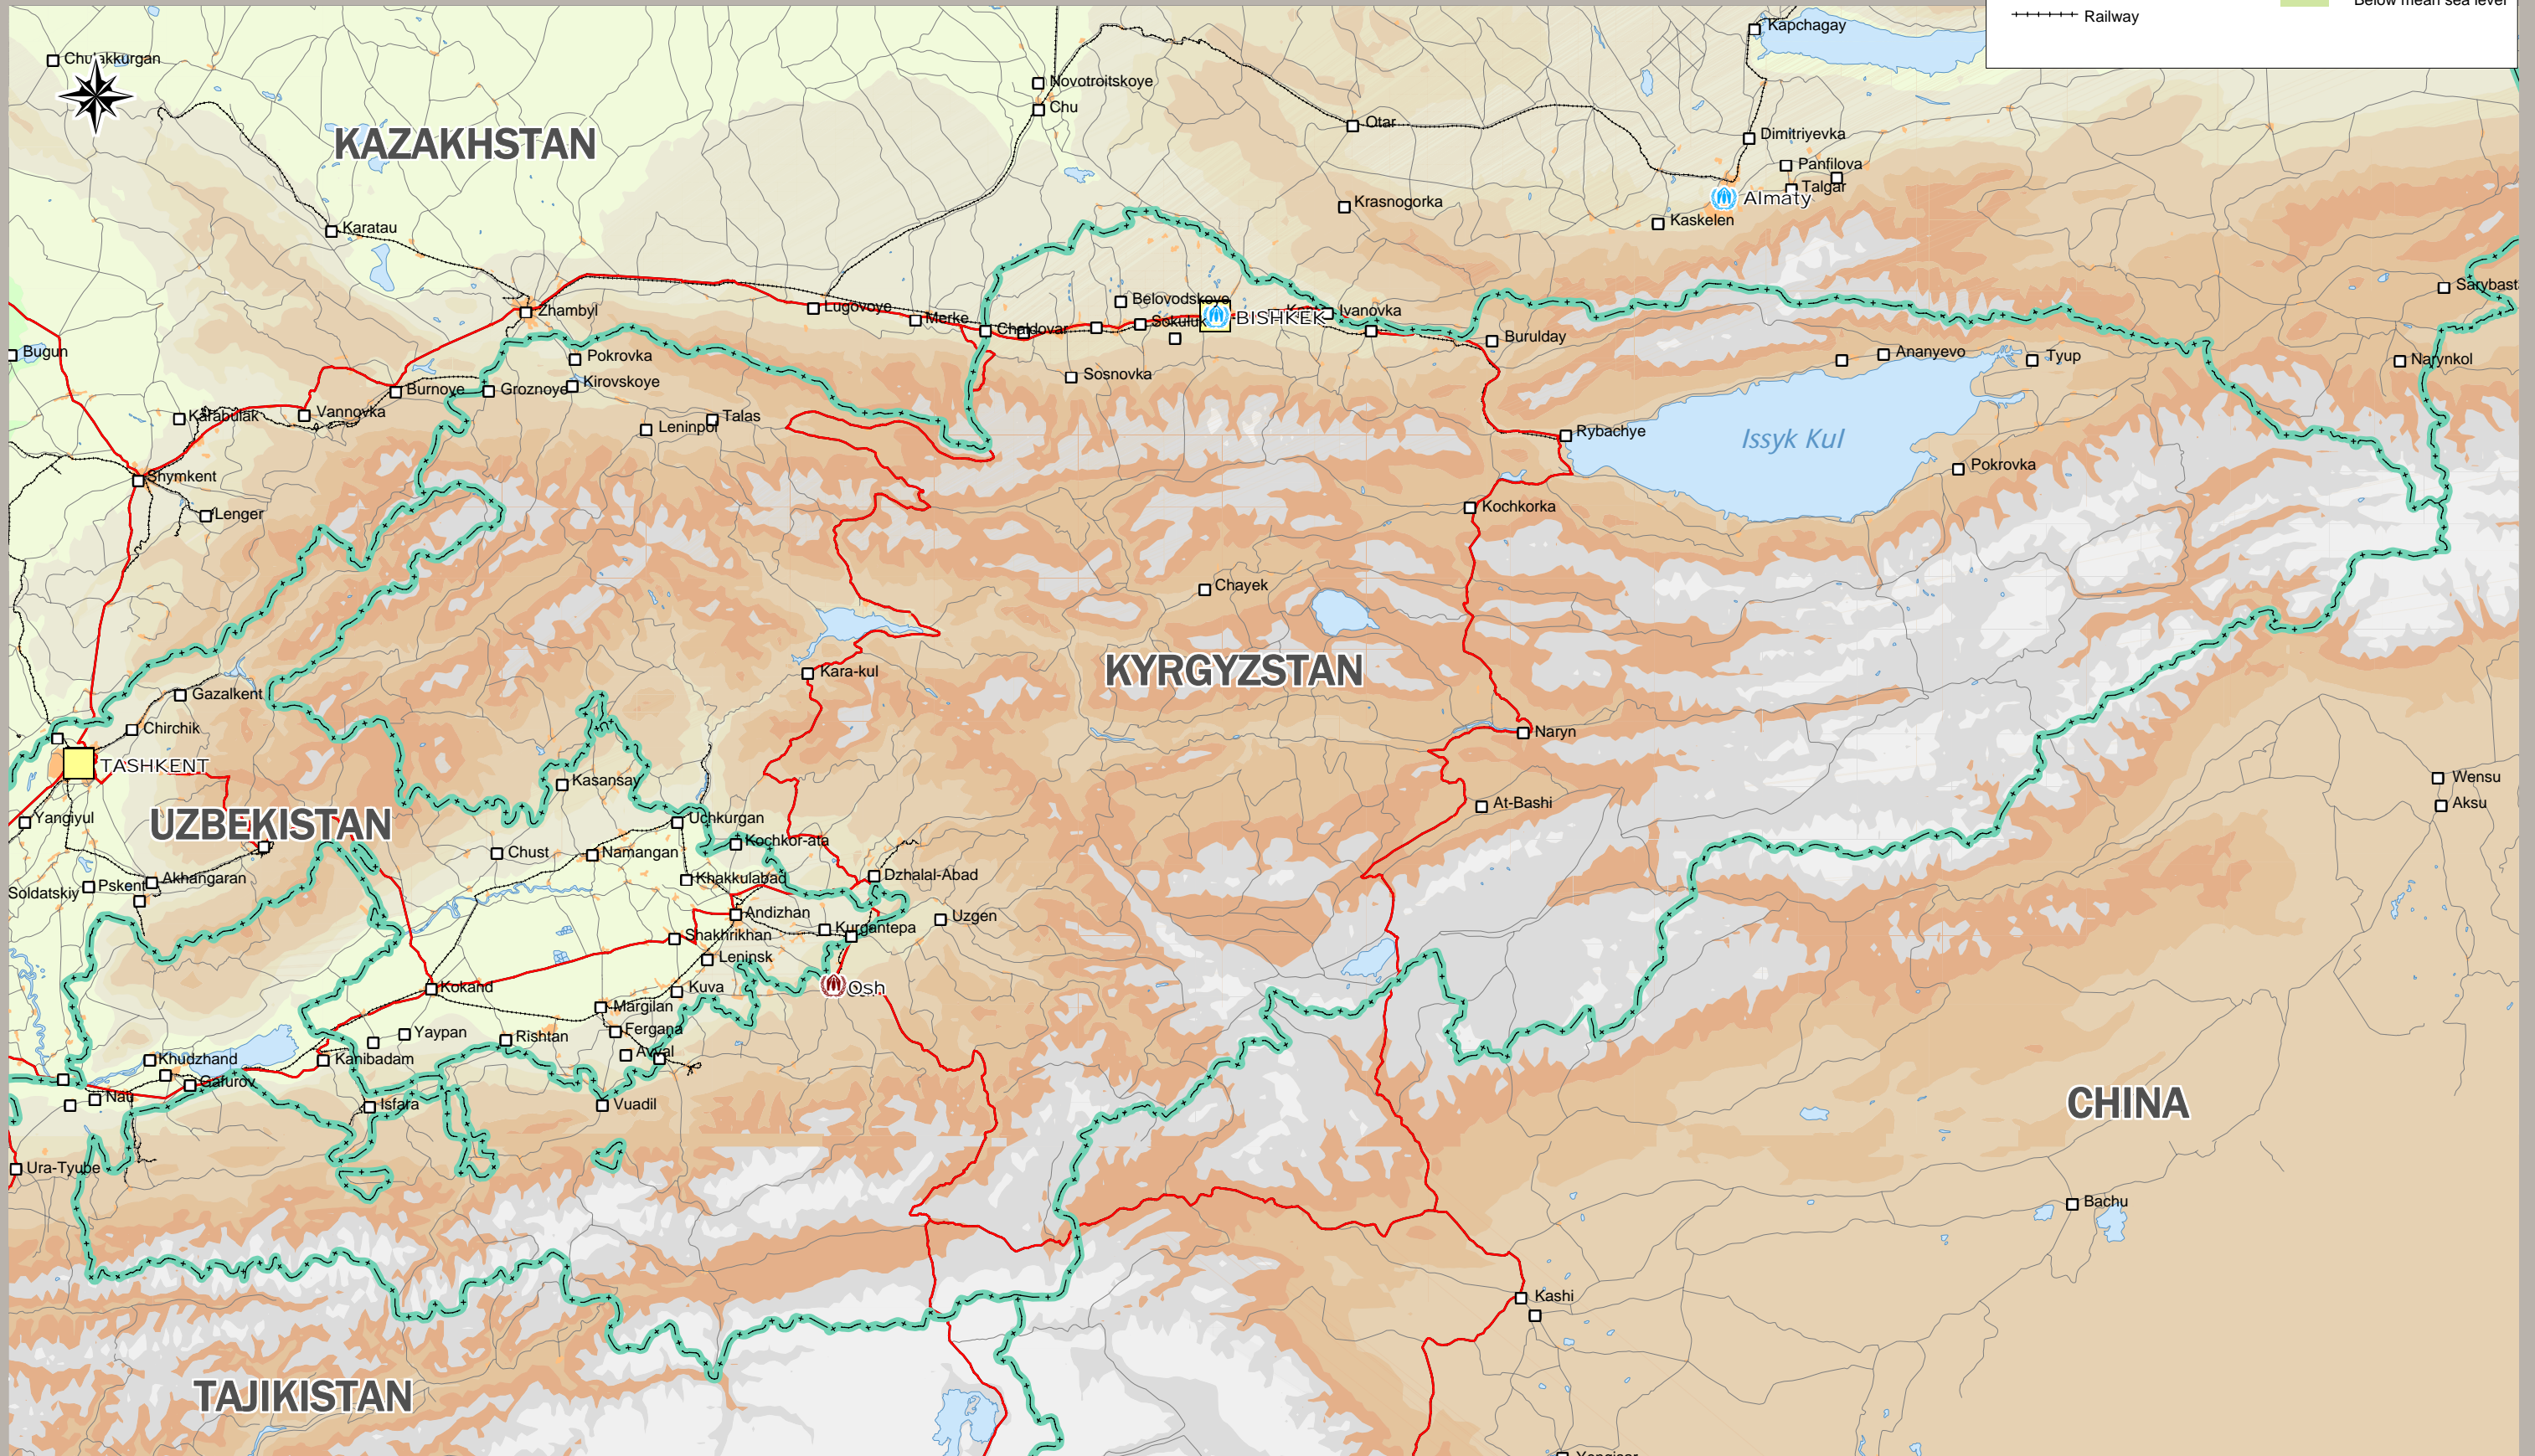 Below mean sea level
Railway
Kapchagay
Chulakkurgan
Novotroitskoye
Chu
Otar
Dimitriyevka
KAZAKHSTAN
Panfilova
Talgar
Almaty
Krasnogorka
Kaskelen
Karatau
Sarybast
Belovodskoye
Zhambyl
Lugovoye
Merke
Chaldovar
Sokuluk
BISHKEK
Ivanovka
Burulday
Bugun
Pokrovka
Ananyevo
Tyup
Narynkol
Kirovskoye
Sosnovka
Burnoye
Groznoye
Karabulak
Vannovka
Talas
Leninpol
Rybachye
Issyk Kul
Pokrovka
Shymkent
Kochkorka
Lenger
Chayek
Kara-kul
KYRGYZSTAN
Gazalkent
Chirchik
Naryn
TASHKENT
Kasansay
Wensu
At-Bashi
Aksu
Yangiyul
UZBEKISTAN
Uchkurgan
Kochkor-ata
Chust
Namangan
Akhangaran
Khakkulabad
Dzhalal-Abad
Pskent
Soldatskiy
Andizhan
Uzgen
Kurgantepa
Shakhrikhan
Leninsk
Kokand
Kuva
Osh
Margilan
Fergana
Yaypan
Rishtan
Avval
Khudzhand
Kanibadam
Gafurov
Nau
Isfara
Vuadil
CHINA
Ura-Tyube
Bachu
Kashi
TAJIKISTAN